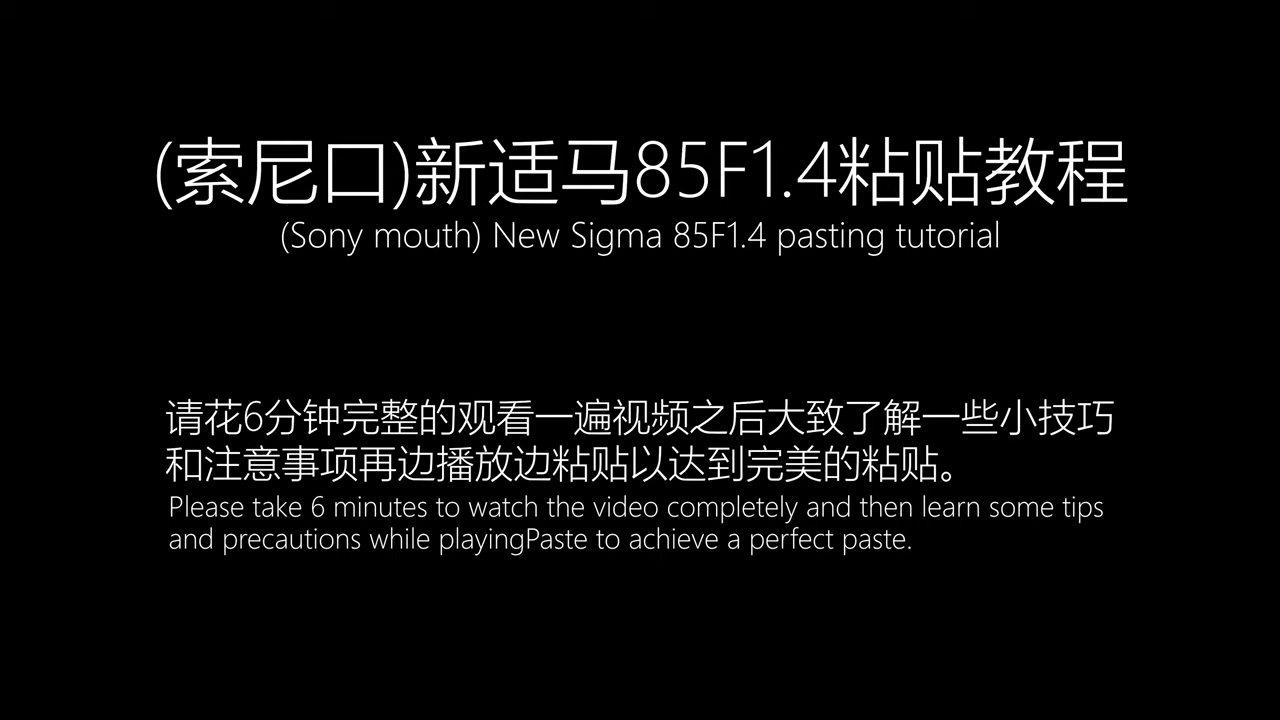 (索尼口)新适马85F1.4粘贴教程
(Sony mouth) New Sigma 85F1.4 pasting tutorial
请花6分钟完整的观看一遍视频之后大致了解一些小技巧
和注意事项再边播放边粘贴以达到完美的粘贴。
Please take 6 minutes to watch the video completely and then learn some tips
and precautions while playingPaste to achieve a perfect paste.